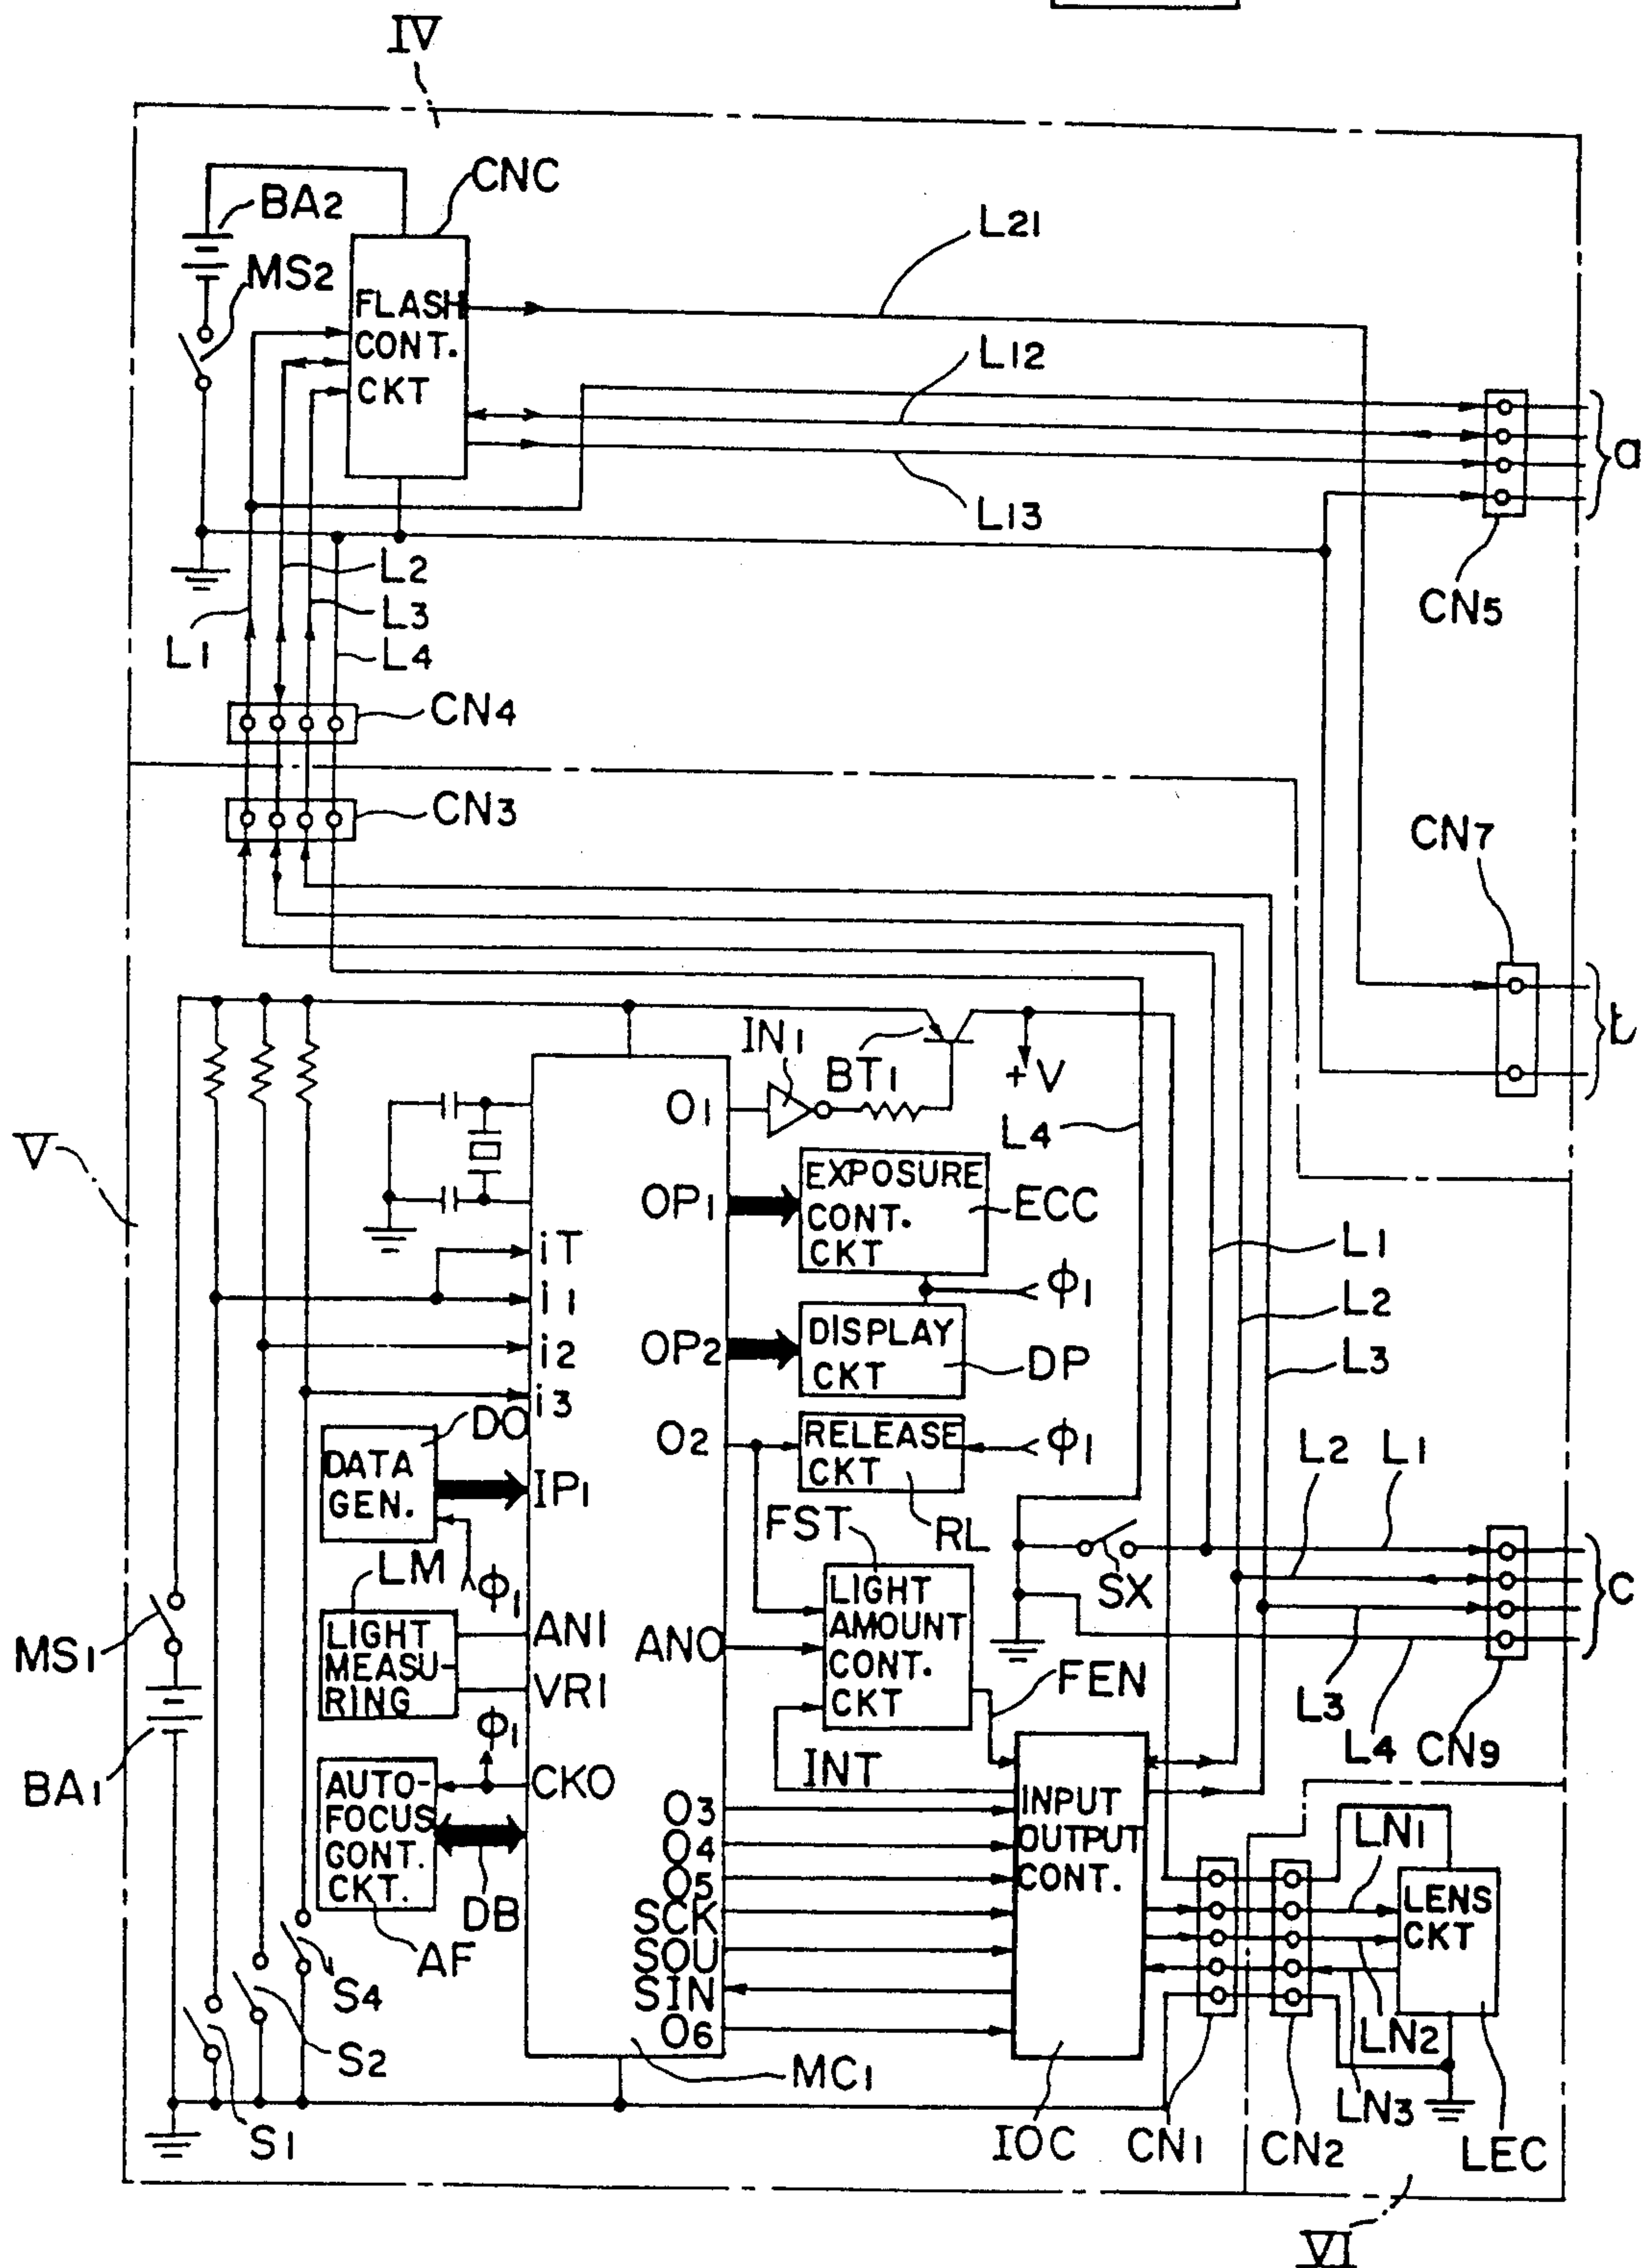 IV
CNC
BA2
L21
MS2
FLASH
CONT.
CKT
L12
a
L13
CN5
L2
L3
L1
L4
CN4
CN3
CN7
t
IN1
BT1
+V
O1
L4
V
EXPOSURE
CONT.
CKT
ECC
OP1
iT
i1
ϕ1
L1
L2
L3
i2
OP2
DISPLAY
CKT
DP
i3
DO
DATA
GEN.
IP1
O2
RELEASE
CKT
ϕ1
RL
L2
L1
FST
LM
ϕ1
SX
C
LIGHT
AMOUNT
CONT.
CKT
MS1
LIGHT
MEASU-
RING
ANI
VRI
ANO
FEN
L3
L4
CN9
ϕ1
INT
BA1
AUTO-
FOCUS
CONT.
CKT.
CKO
DB
AF
O3
O4
O5
SCK
SOU
SIN
O6
INPUT
OUTPUT
CONT.
LN1
LENS
CKT
LN2
LN3
S4
S2
S1
MC1
IOC
CN1
CN2
LEC
VI